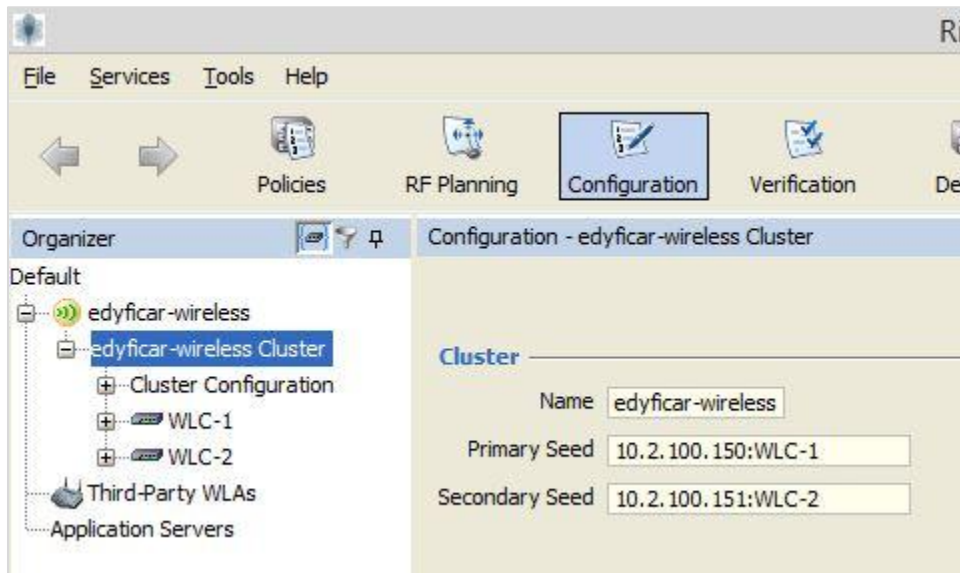 Ri
File Services Tools Help
Policies RF Planning Configuration Verification De
Organizer
Configuration - edyficar-wireless Cluster
Default
edyficar-wireless
edyficar-wireless Cluster
Cluster Configuration
WLC-1
WLC-2
Third-Party WLAs
Application Servers
Cluster
Name edyficar-wireless
Primary Seed 10.2.100.150:WLC-1
Secondary Seed 10.2.100.151:WLC-2